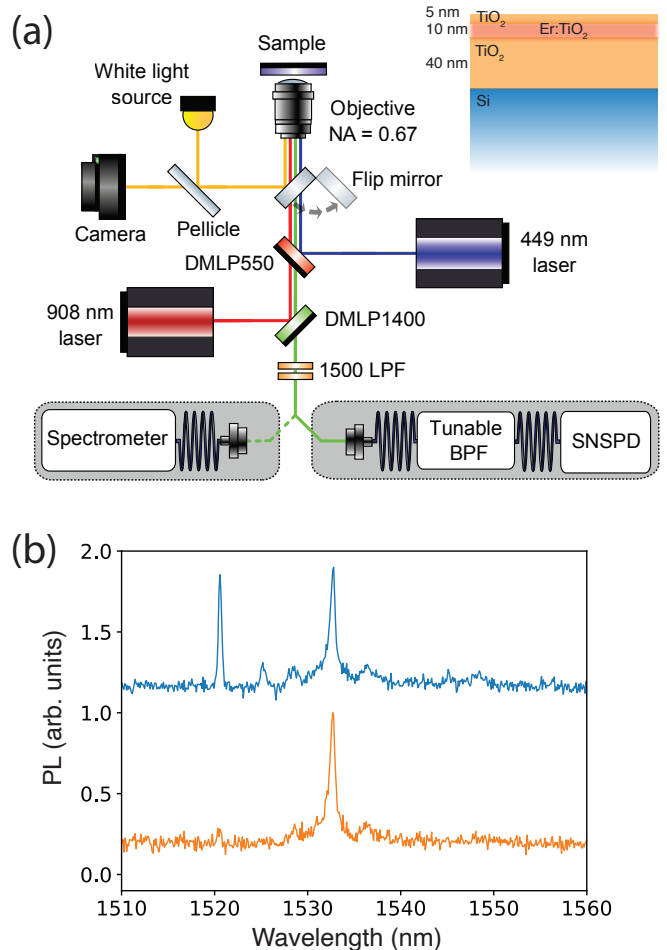 (a)
Sample
White light
source
Objective
NA = 0.67
Flip mirror
Camera
Pellicle
DMLP550
449 nm
laser
908 nm
laser
DMLP1400
1500 LPF
Spectrometer
Tunable
BPF
SNSPD
5 nm
TiO2
10 nm
Er:TiO2
TiO2
40 nm
Si
(b)
PL (arb. units)
2.0
1.5
1.0
0.5
0.0
1510
1520
1530
1540
1550
1560
Wavelength (nm)